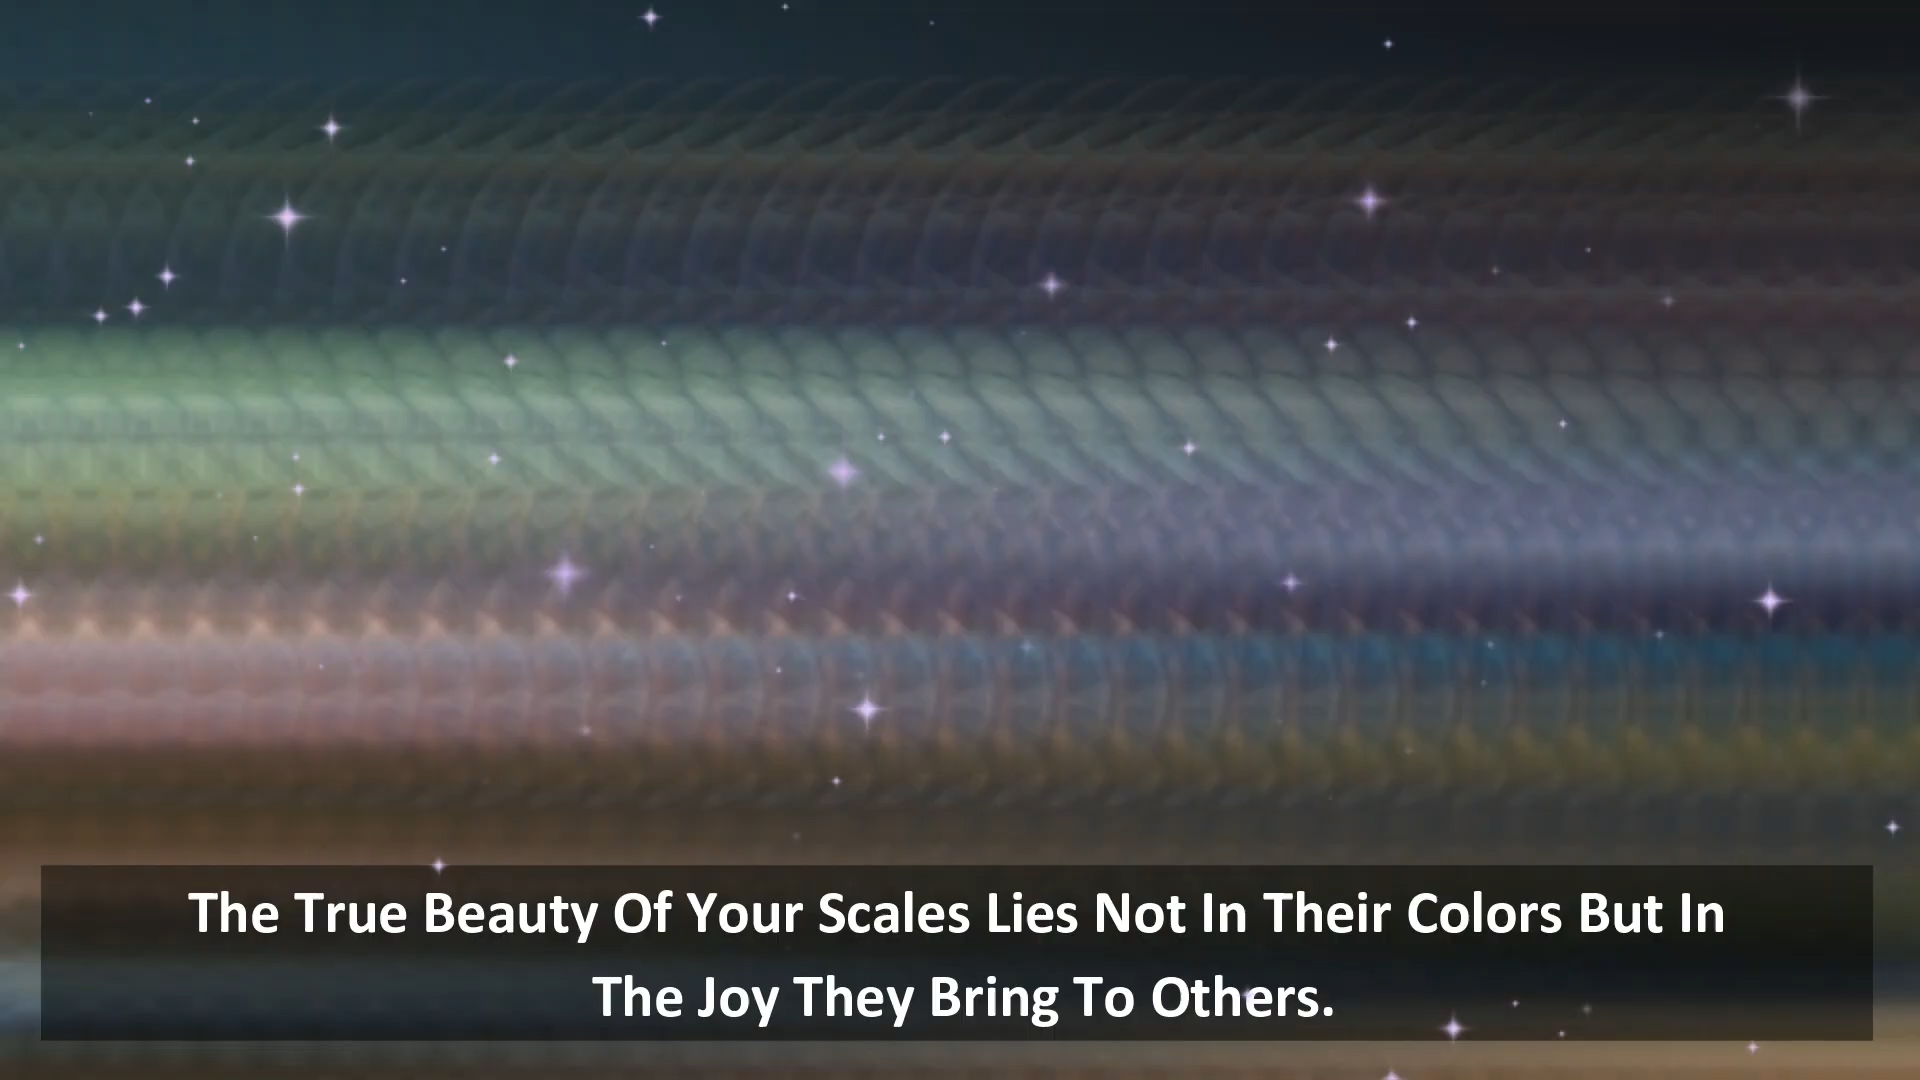 The True Beauty Of Your Scales Lies Not In Their Colors But In
The Joy They Bring To Others.